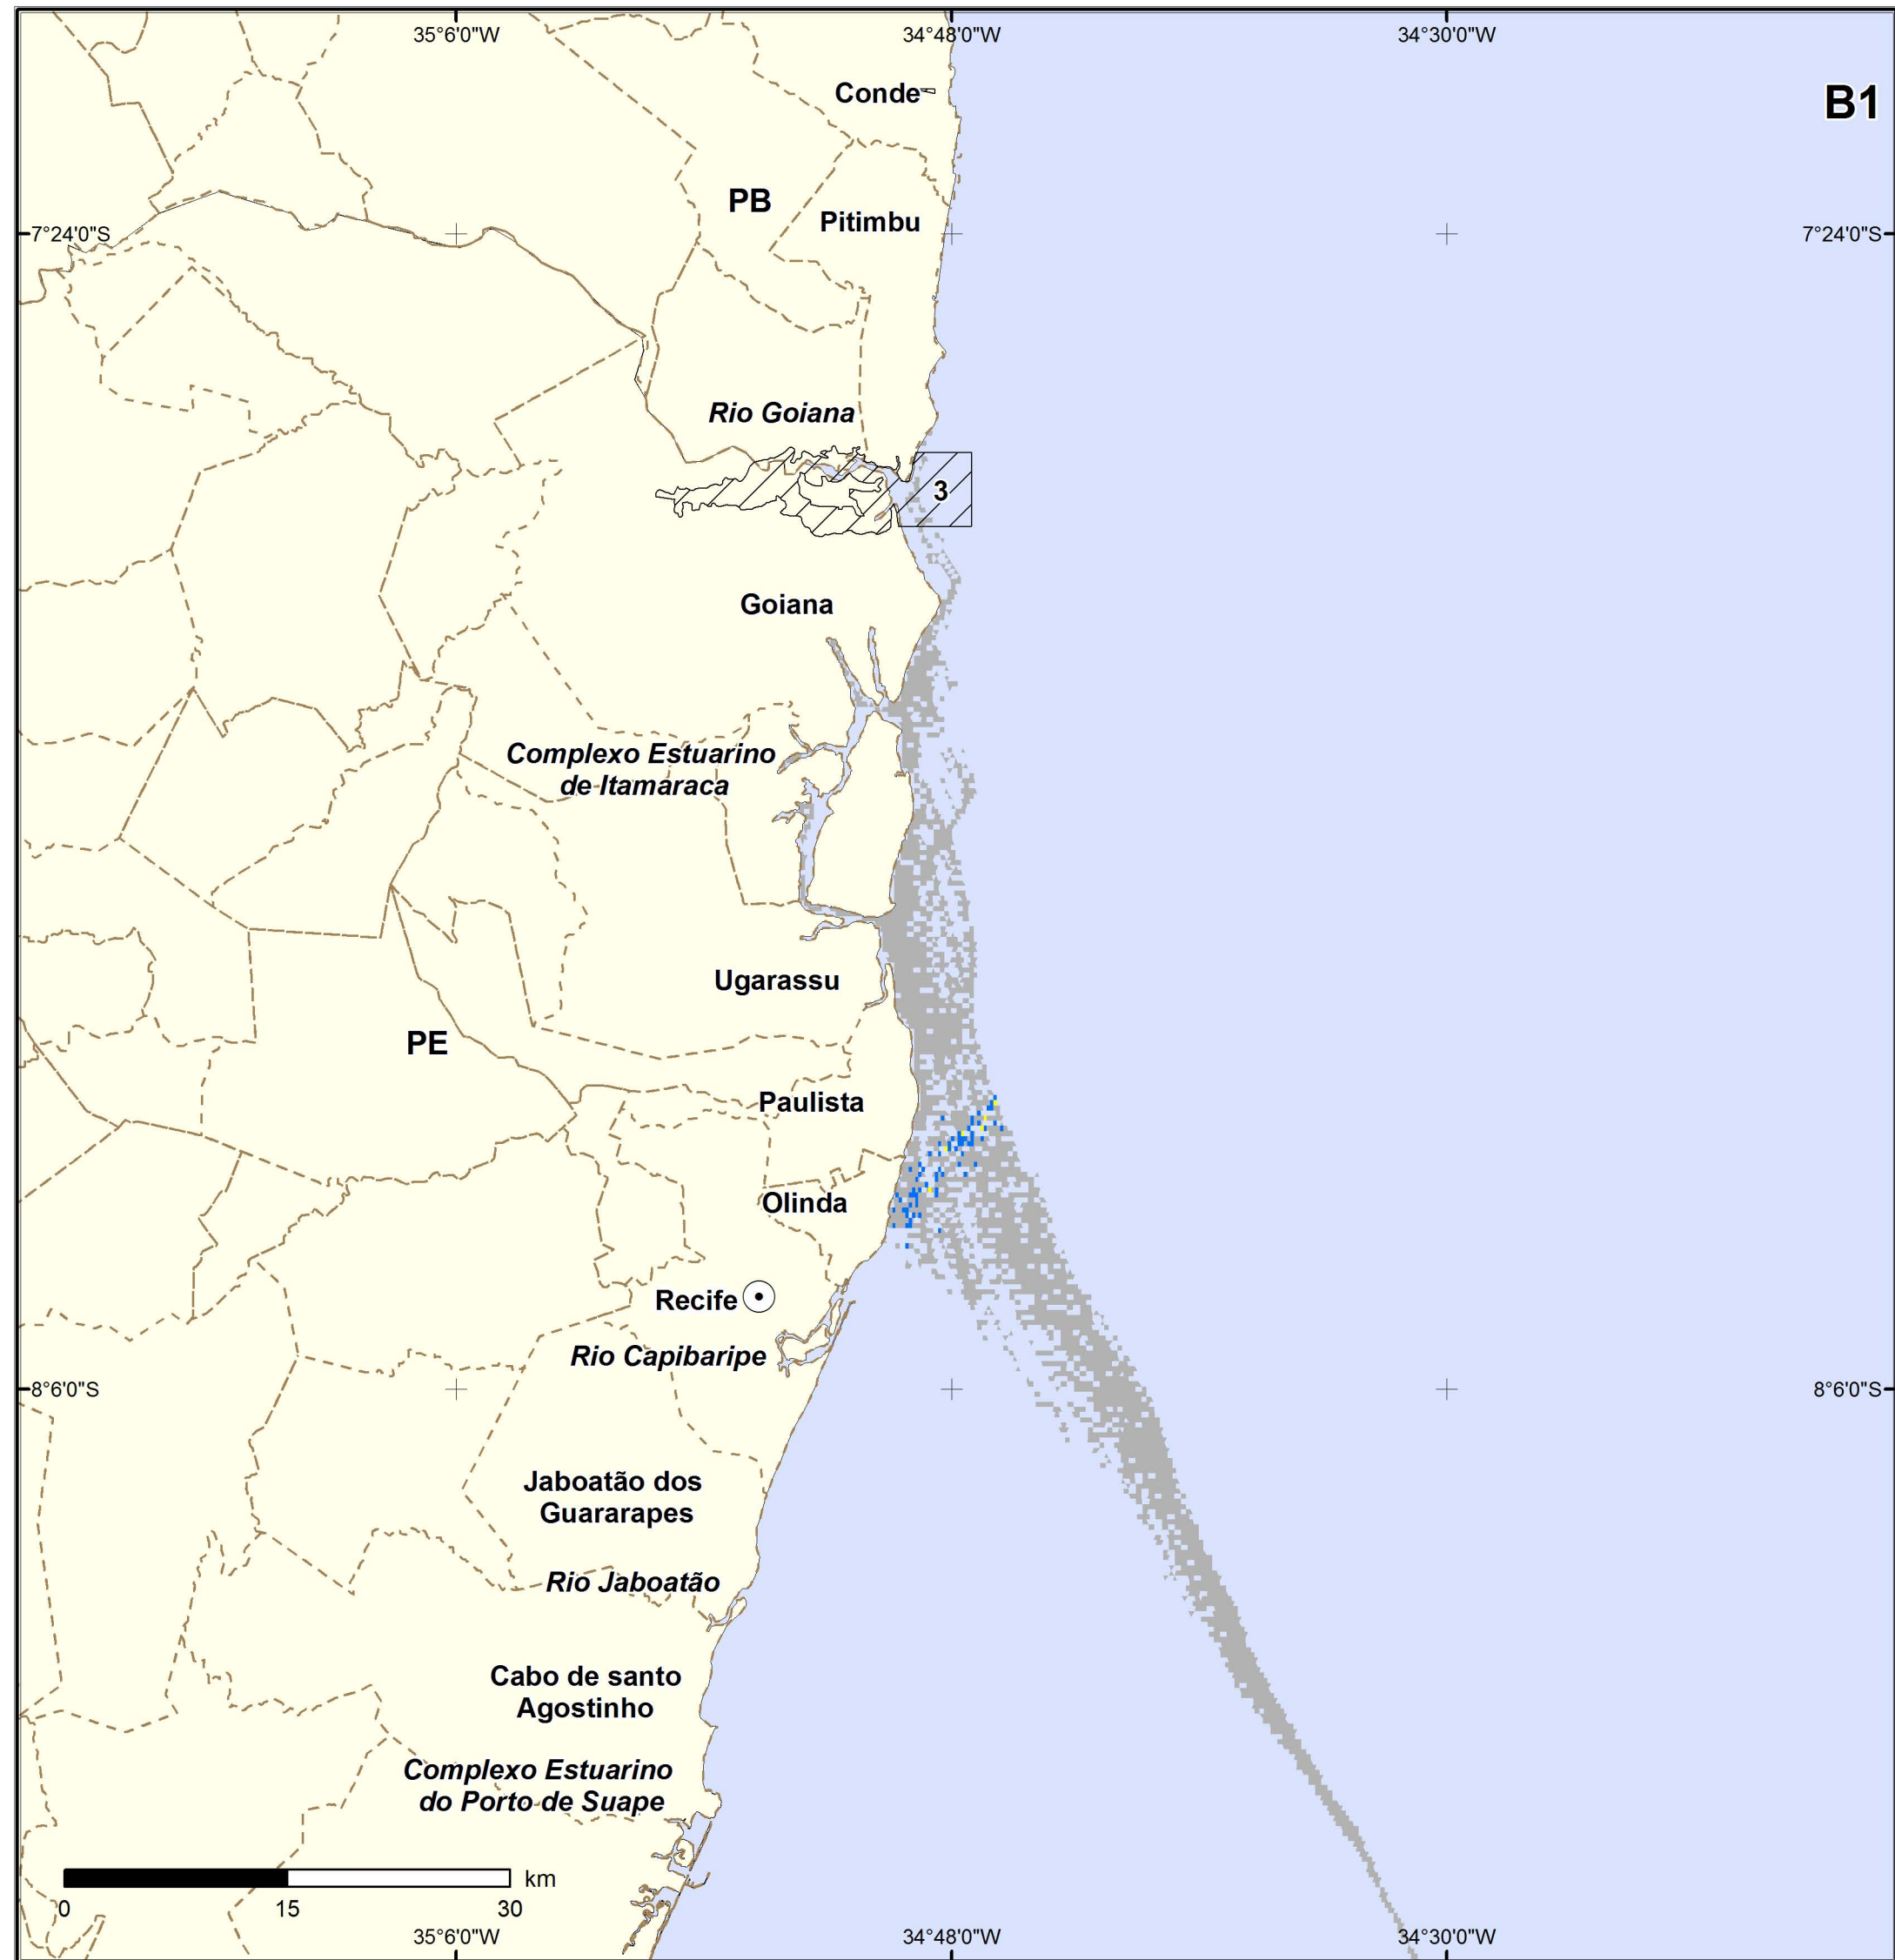 35°6'0"W
34°48'0"W
34°30'0"W
Conde
B1
PB
Pitimbu
7°24'0"S
7°24'0"S
Rio Goiana
3
Goiana
Complexo Estuarino
de Itamaraca
Ugarassu
PE
Paulista
Olinda
Recife
Rio Capibaripe
8°6'0"S
8°6'0"S
Jaboatão dos
Guararapes
Rio Jaboatão
Cabo de santo
Agostinho
Complexo Estuarino
do Porto de Suape
km
0
15
30
35°6'0"W
34°48'0"W
34°30'0"W